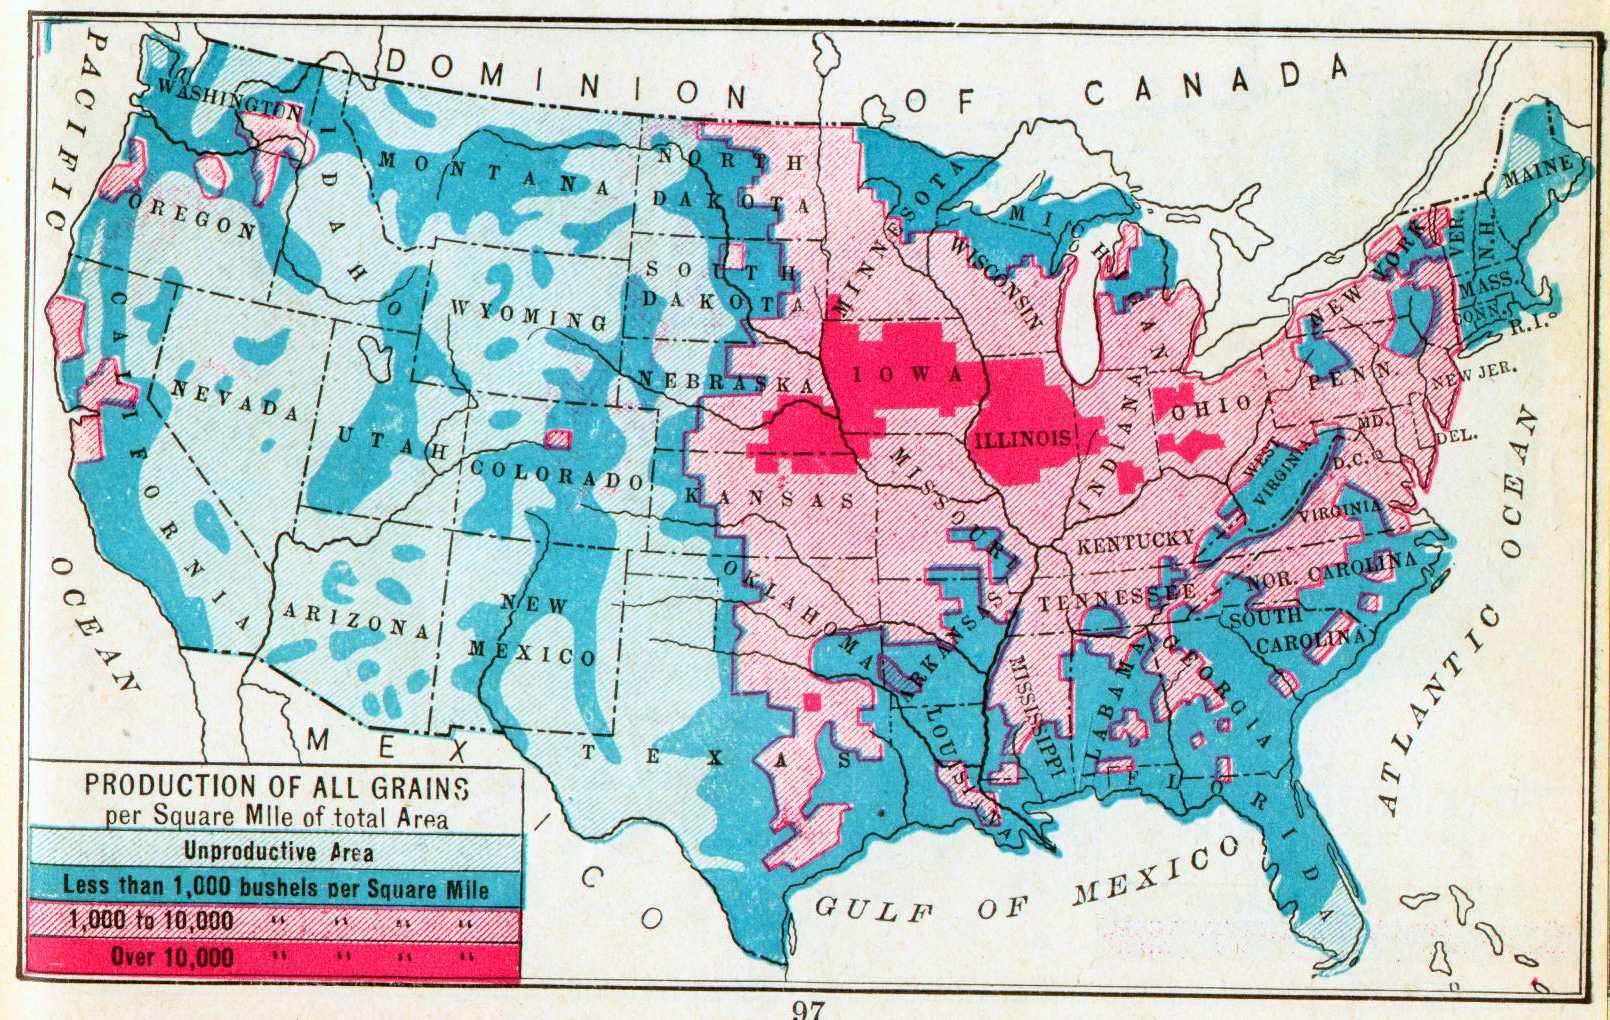 DOMINION OF CANADA
PACIFIC
OCEAN
WASHINGTON
OREGON
CALIFORNIA
IDAHO
NEVADA
MONTANA
WYOMING
UTAH
COLORADO
ARIZONA
NEW
MEXICO
NORTH
DAKOTA
SOUTH
DAKOTA
NEBRASKA
KANSAS
OKLAHOMA
TEXAS
MINNESOTA
IOWA
MISSOURI
ARKANSAS
LOUISIANA
WISCONSIN
MICHIGAN
ILLINOIS
INDIANA
OHIO
KENTUCKY
TENNESSEE
MISSISSIPPI
ALABAMA
GEORGIA
FLORIDA
SOUTH
CAROLINA
NOR. CAROLINA
VIRGINIA
WEST
VIRGINIA
D.C.
MD.
DEL.
PENN.
NEW JER.
NEW YORK
CONN.
R.I.
MASS.
VER.
N.H.
MAINE
ATLANTIC OCEAN
GULF OF MEXICO
MEXICO
PRODUCTION OF ALL GRAINS
per Square Mile of total Area
Unproductive Area
Less than 1,000 bushels per Square Mile
1,000 to 10,000 " " " "
Over 10,000 " " " "
97